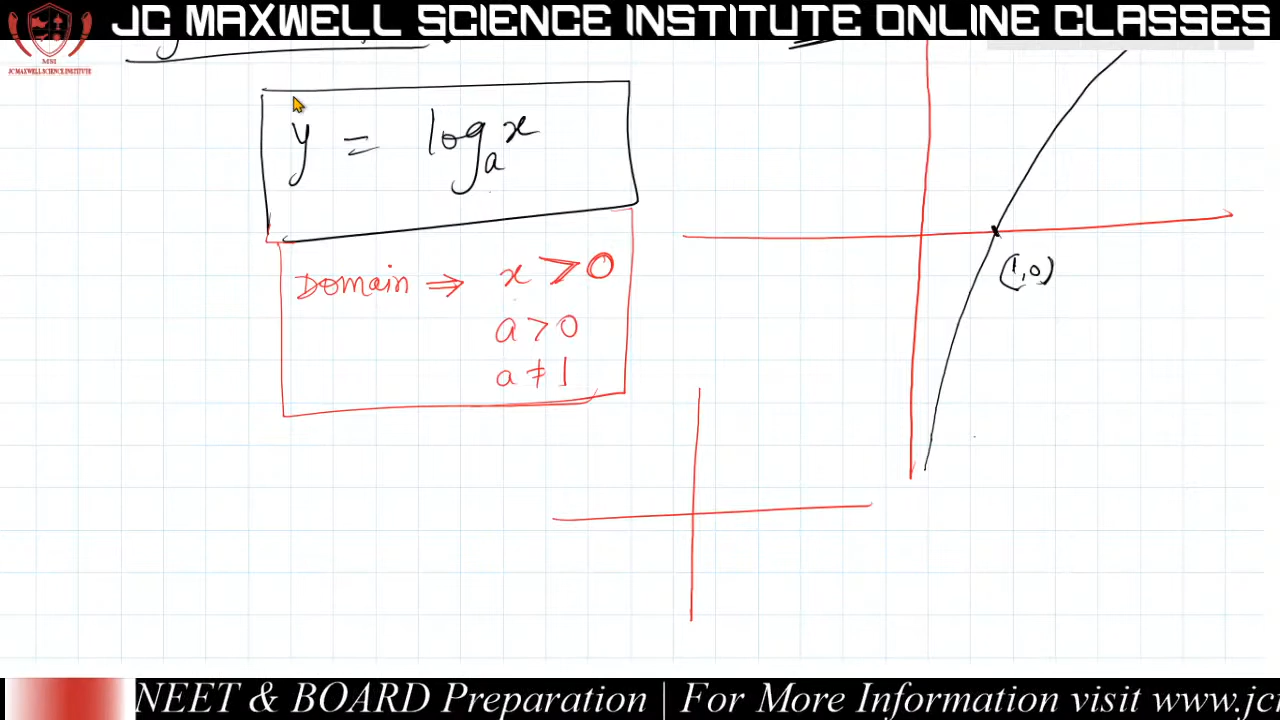 JC MAXWELL SCIENCE INSTITUTE ONLINE CLASSES
MSI
JC MAXWELL SCIENCE INSTITUTE
y = logₐx
Domain ⇒ x > 0
a > 0
a ≠ 1
(1,0)
NEET & BOARD Preparation | For More Information visit www.jc